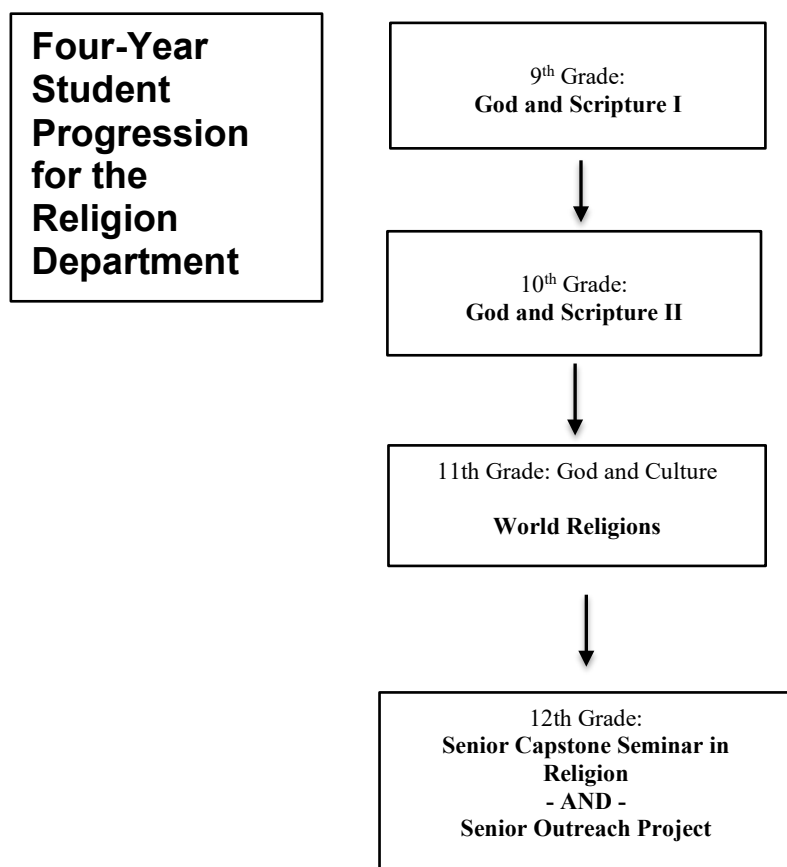 Four-Year
Student
Progression
for the
Religion
Department
9th Grade:
God and Scripture I
10th Grade:
God and Scripture II
11th Grade: God and Culture
World Religions
12th Grade:
Senior Capstone Seminar in
Religion
- AND -
Senior Outreach Project